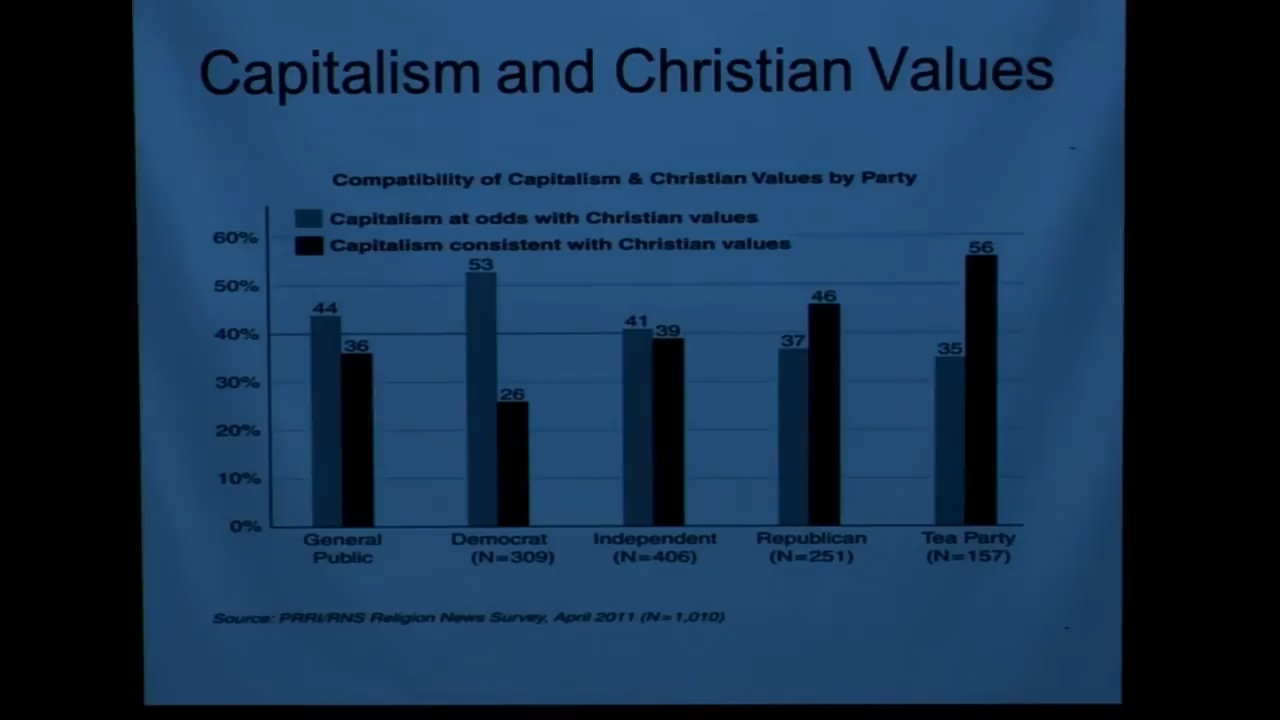 Capitalism and Christian Values
Compatibility of Capitalism & Christian Values by Party
Capitalism at odds with Christian values
Capitalism consistent with Christian values
60%
50%
40%
30%
20%
10%
0%
44
36
53
26
41
39
37
46
35
56
General Public
Democrat (N=309)
Independent (N=406)
Republican (N=251)
Tea Party (N=157)
Source: PRRI/RNS Religion News Survey, April 2011 (N=1,010)